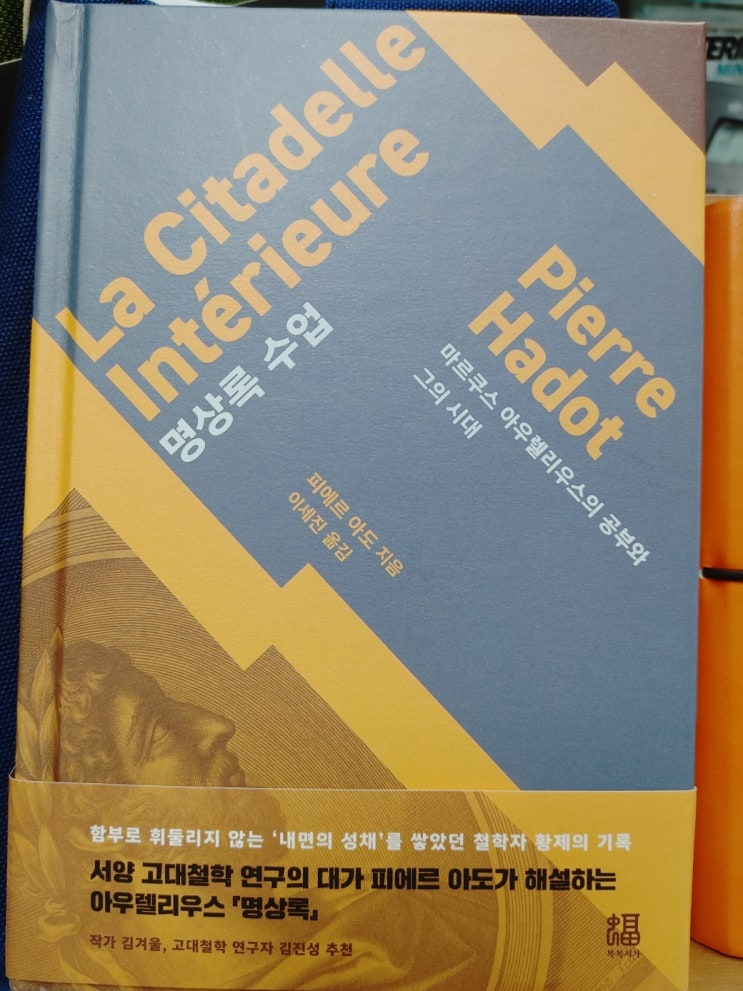 La Citadelle
Intérieure
명상록 수업
Pierre
Hadot
마르쿠스 아우렐리우스의 공부와
그의 시대
피에르 아도 지음
이세진 옮김
함부로 휘둘리지 않는 ‘내면의 성채’를 쌓았던 철학자 황제의 기록
서양 고대철학 연구의 대가 피에르 아도가 해설하는
아우렐리우스 『명상록』
작가 김겨울, 고대철학 연구자 김진성 추천
복복서가